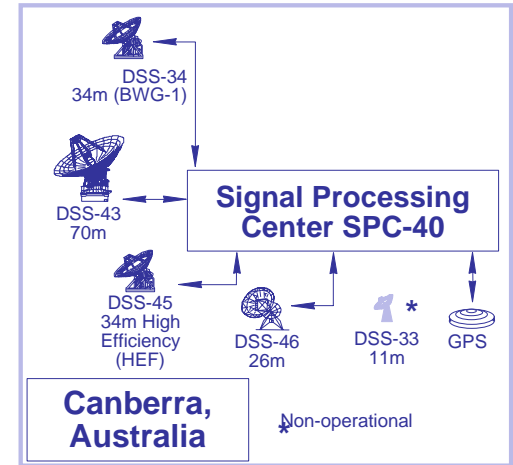 DSS-34
34m (BWG-1)
DSS-43
70m
Signal Processing
Center SPC-40
DSS-45
34m High
Efficiency
(HEF)
DSS-46
26m
*
DSS-33
11m
GPS
Canberra,
Australia
*Non-operational